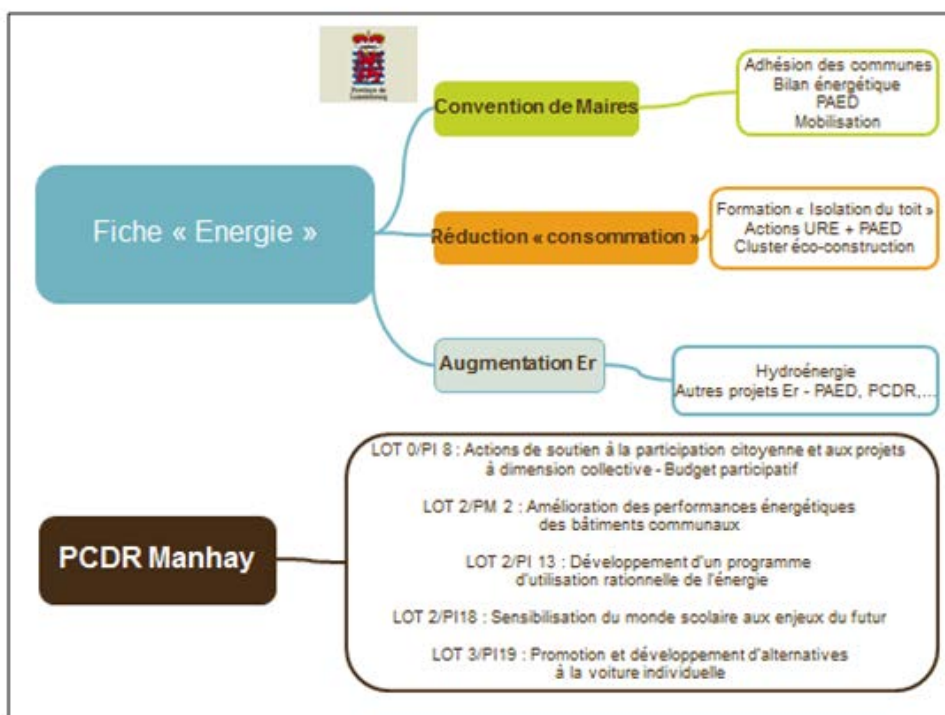 Province de
Luxembourg
Convention de Maires
Adhésion des communes
Bilan énergétique
PAED
Mobilisation
Fiche « Energie »
Réduction « consommation »
Formation « Isolation du toit »
Actions URE + PAED
Cluster éco-construction
Augmentation Er
Hydroénergie
Autres projets Er - PAED, PCDR,...
PCDR Manhay
LOT 0/PI 8 : Actions de soutien à la participation citoyenne et aux projets
à dimension collective - Budget participatif
LOT 2/PM 2 : Amélioration des performances énergétiques
des bâtiments communaux
LOT 2/PI 13 : Développement d'un programme
d'utilisation rationnelle de l'énergie
LOT 2/PI18 : Sensibilisation du monde scolaire aux enjeux du futur
LOT 3/PI19 : Promotion et développement d'alternatives
à la voiture individuelle